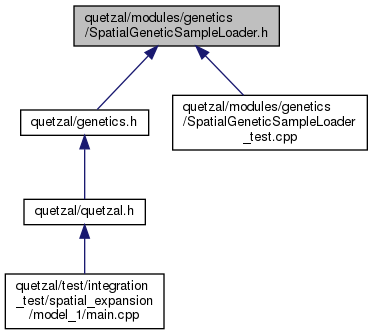 quetzal/modules/genetics
/SpatialGeneticSampleLoader.h
quetzal/genetics.h
quetzal/modules/genetics
/SpatialGeneticSampleLoader
_test.cpp
quetzal/quetzal.h
quetzal/test/integration
_test/spatial_expansion
/model_1/main.cpp